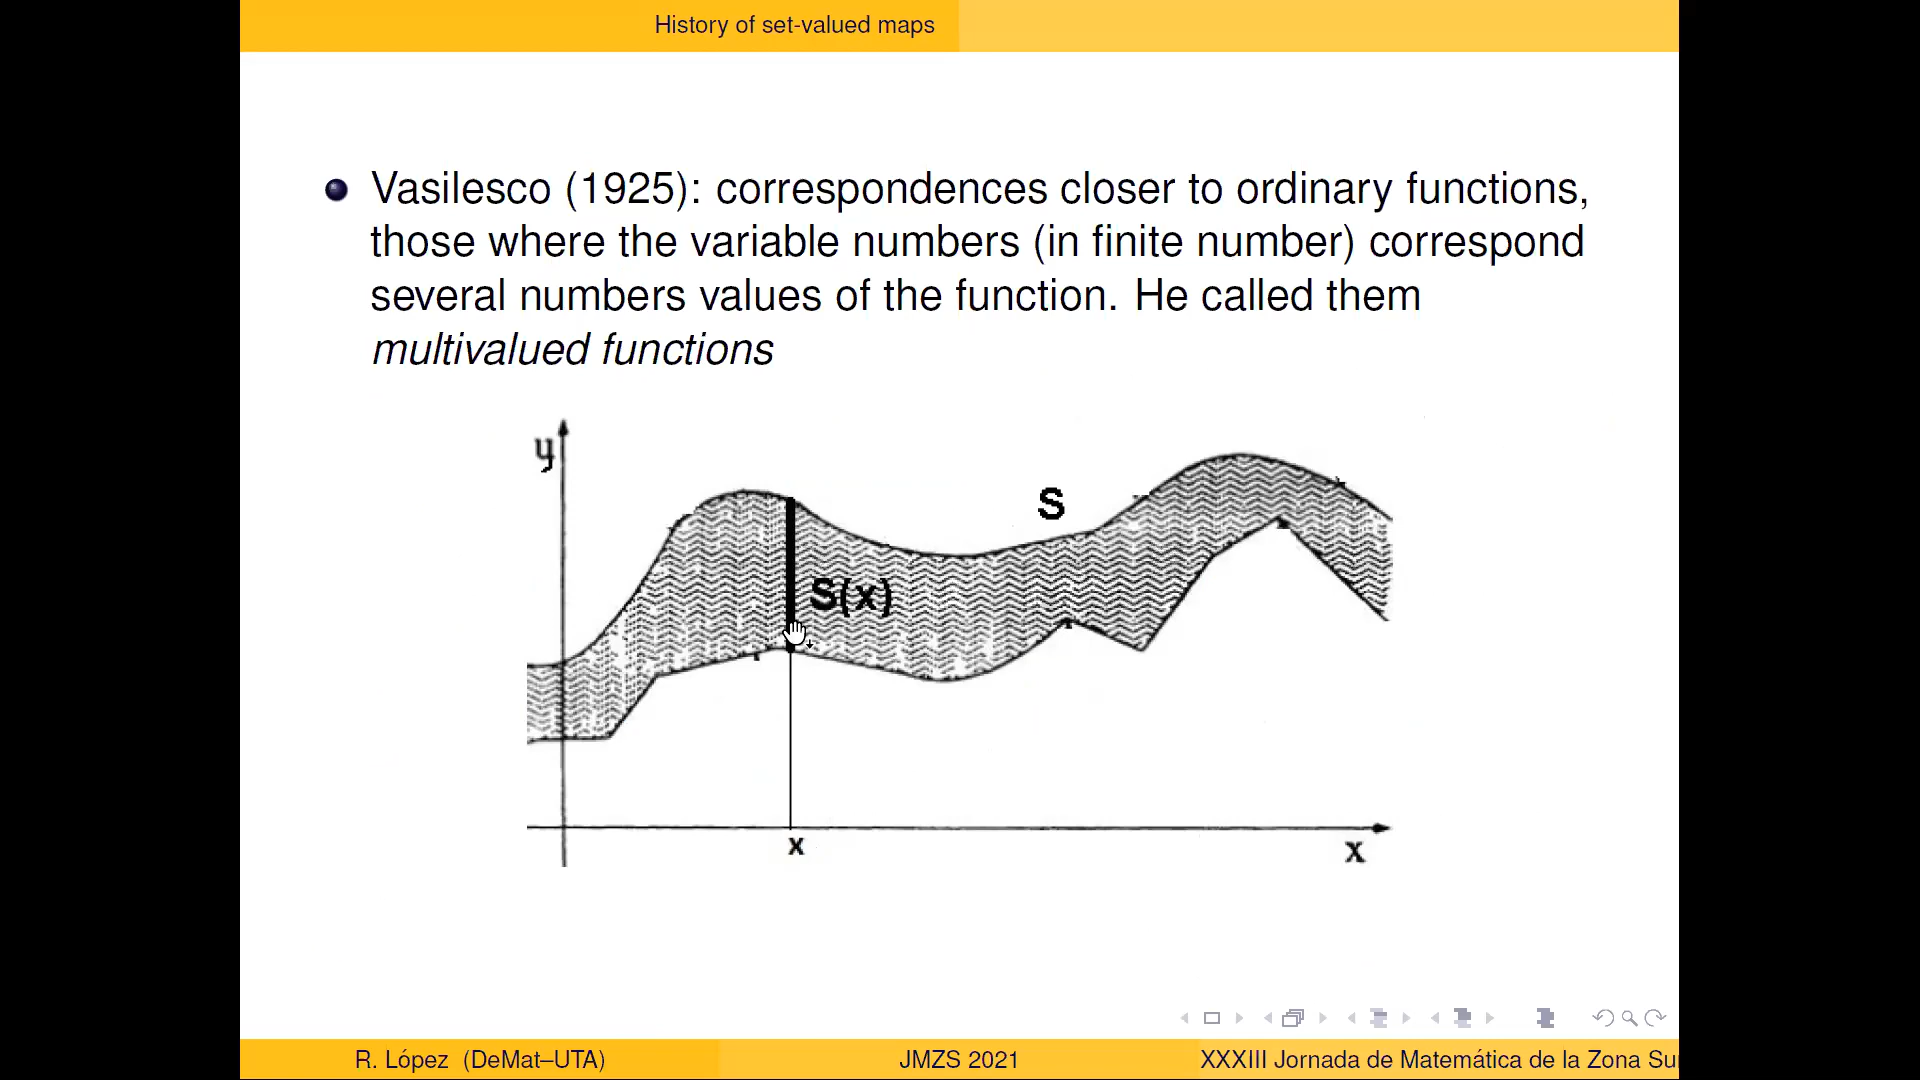 History of set-valued maps
Vasilesco (1925): correspondences closer to ordinary functions,
those where the variable numbers (in finite number) correspond
several numbers values of the function. He called them
multivalued functions
y
S
S(x)
x
x
R. López (DeMat–UTA)
JMZS 2021
XXXIII Jornada de Matemática de la Zona Su